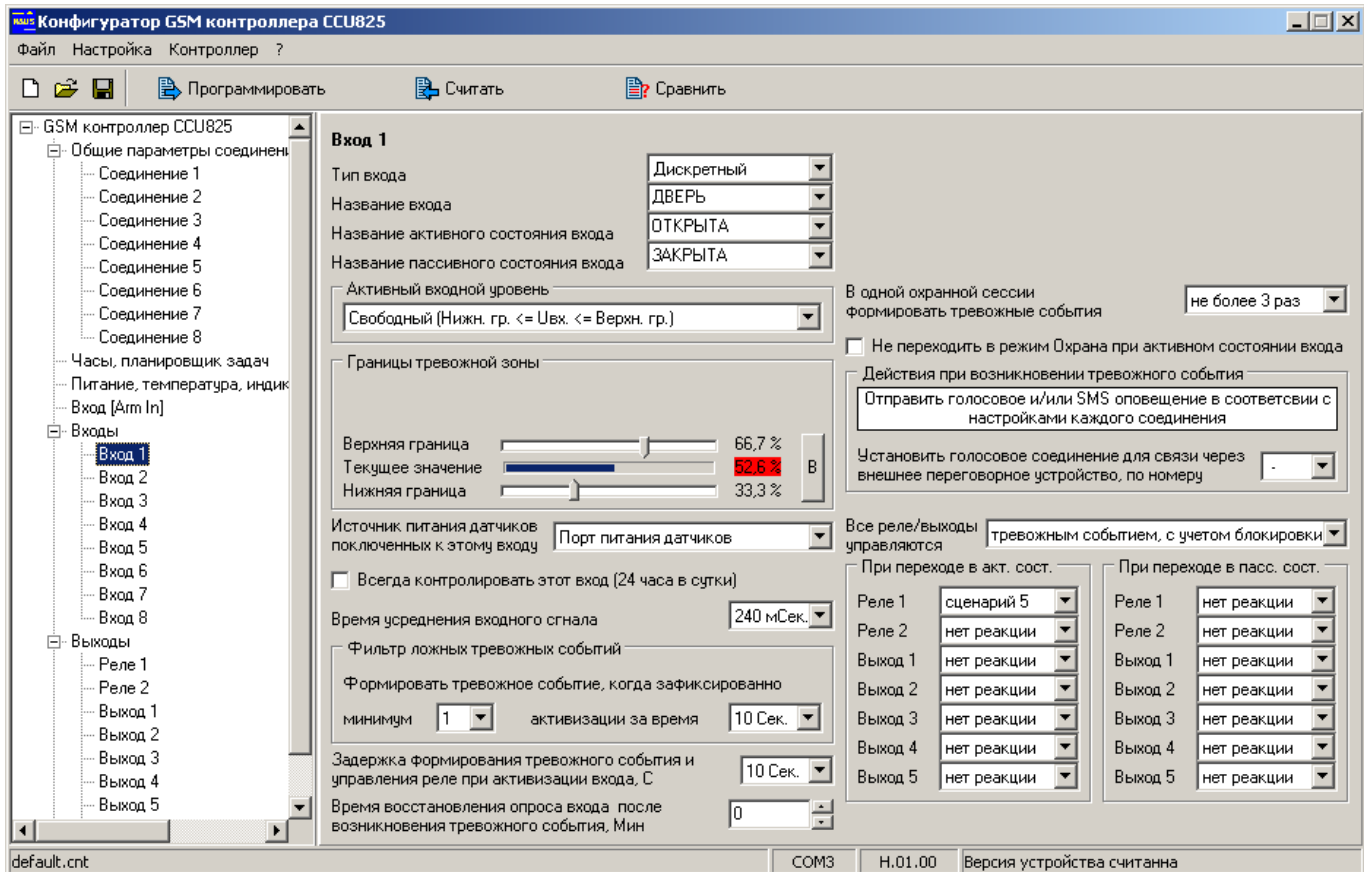 RADS Конфигуратор GSM контроллера CCU825
Файл Настройка Контроллер ?
Программировать Считать Сравнить
GSM контроллер CCU825
Общие параметры соединени
Соединение 1
Соединение 2
Соединение 3
Соединение 4
Соединение 5
Соединение 6
Соединение 7
Соединение 8
Часы, планировщик задач
Питание, температура, индик
Вход [Arm In]
Входы
Вход 1
Вход 2
Вход 3
Вход 4
Вход 5
Вход 6
Вход 7
Вход 8
Выходы
Реле 1
Реле 2
Выход 1
Выход 2
Выход 3
Выход 4
Выход 5
Вход 1
Тип входа Дискретный
Название входа ДВЕРЬ
Название активного состояния входа ОТКРЫТА
Название пассивного состояния входа ЗАКРЫТА
Активный входной уровень
Свободный (Нижн. гр. <= Uвх. <= Верхн. гр.)
Границы тревожной зоны
Верхняя граница 66,7 %
Текущее значение 52,6 % В
Нижняя граница 33,3 %
Источник питания датчиков
поключенных к этому входу Порт питания датчиков
Всегда контролировать этот вход (24 часа в сутки)
Время усреднения входного сгнала 240 мСек.
Фильтр ложных тревожных событий
Формировать тревожное событие, когда зафиксированно
минимум 1 активизации за время 10 Сек.
Задержка формирования тревожного события и
управления реле при активизации входа, С 10 Сек.
Время восстановления опроса входа после
возникновения тревожного события, Мин 0
В одной охранной сессии
формировать тревожные события не более 3 раз
Не переходить в режим Охрана при активном состоянии входа
Действия при возникновении тревожного события
Отправить голосовое и/или SMS оповещение в соответсвии с
настройками каждого соединения
Установить голосовое соединение для связи через
внешнее переговорное устройство, по номеру -
Все реле/выходы
управляются тревожным событием, с учетом блокировки
При переходе в акт. сост.
Реле 1 сценарий 5
Реле 2 нет реакции
Выход 1 нет реакции
Выход 2 нет реакции
Выход 3 нет реакции
Выход 4 нет реакции
Выход 5 нет реакции
При переходе в пасс. сост.
Реле 1 нет реакции
Реле 2 нет реакции
Выход 1 нет реакции
Выход 2 нет реакции
Выход 3 нет реакции
Выход 4 нет реакции
Выход 5 нет реакции
default.cnt COM3 H.01.00 Версия устройства считанна